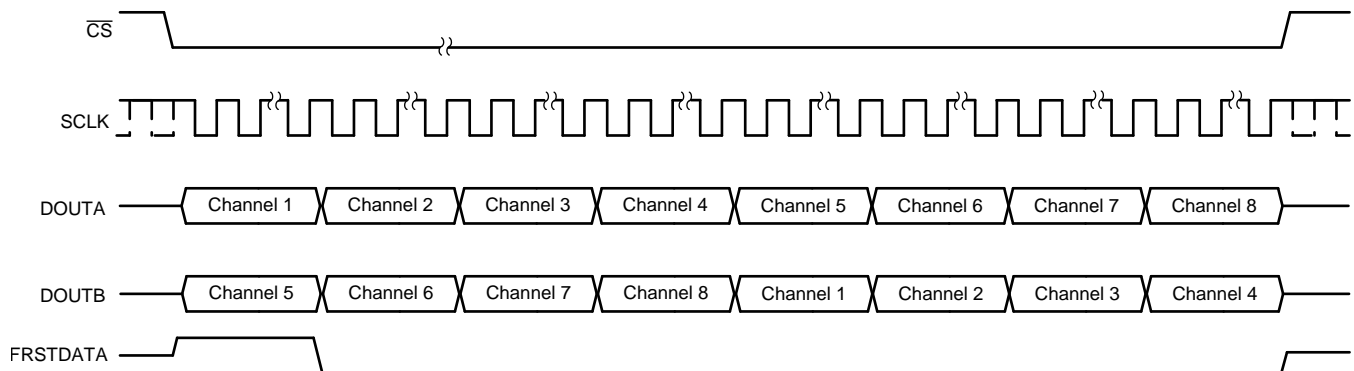 C̅S̅
SCLK
DOUTA Channel 1 Channel 2 Channel 3 Channel 4 Channel 5 Channel 6 Channel 7 Channel 8
DOUTB Channel 5 Channel 6 Channel 7 Channel 8 Channel 1 Channel 2 Channel 3 Channel 4
FRSTDATA